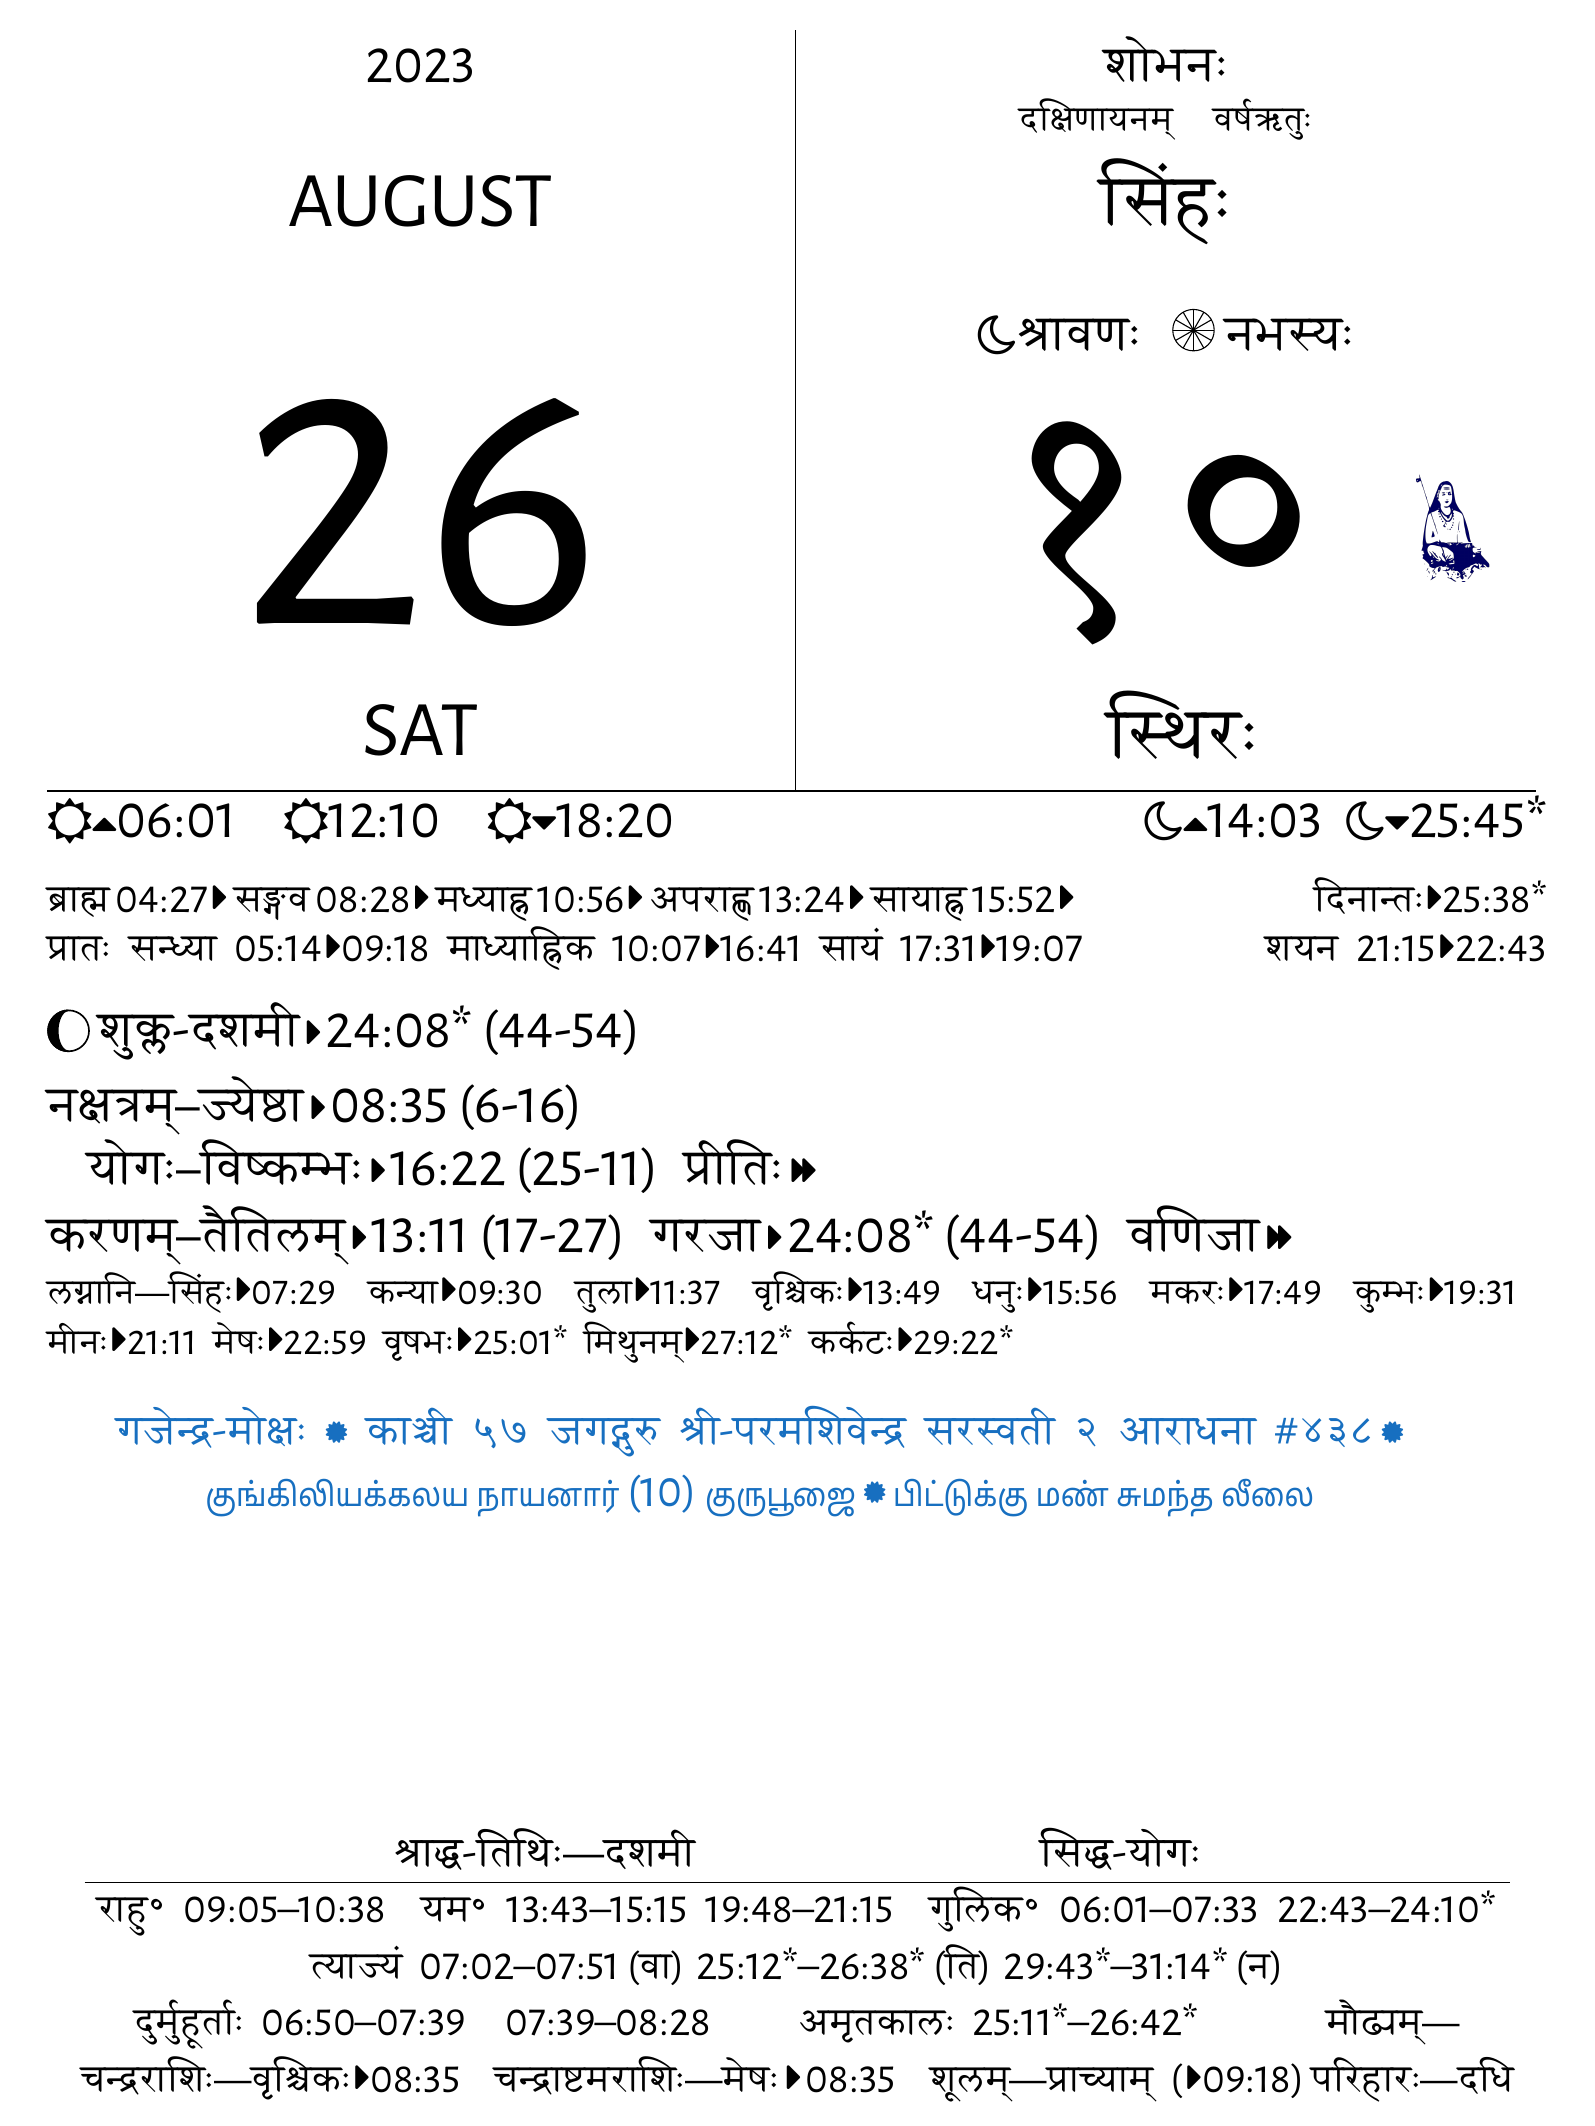 2023
AUGUST
26
SAT
शोभनः
दक्षिणायनम् वर्षऋतुः
सिंहः
श्रावणः नभस्यः
१०
स्थिरः
06:01 12:10 18:20 14:03 25:45*
ब्राह्म 04:27 सङ्गव 08:28 मध्याह्न 10:56 अपराह्ण 13:24 सायाह्न 15:52 दिनान्तः 25:38*
प्रातः सन्ध्या 05:14 09:18 माध्याह्निक 10:07 16:41 सायं 17:31 19:07 शयन 21:15 22:43
शुक्ल-दशमी 24:08* (44-54)
नक्षत्रम्–ज्येष्ठा 08:35 (6-16)
योगः–विष्कम्भः 16:22 (25-11) प्रीतिः
करणम्–तैतिलम् 13:11 (17-27) गरजा 24:08* (44-54) वणिजा
लग्नानि—सिंहः 07:29 कन्या 09:30 तुला 11:37 वृश्चिकः 13:49 धनुः 15:56 मकरः 17:49 कुम्भः 19:31
मीनः 21:11 मेषः 22:59 वृषभः 25:01* मिथुनम् 27:12* कर्कटः 29:22*
गजेन्द्र-मोक्षः ✹ काञ्ची ५७ जगद्गुरु श्री-परमशिवेन्द्र सरस्वती २ आराधना #४३८ ✹
குங்கிலியக்கலய நாயனார் (10) குருபூஜை ✹ பிட்டுக்கு மண் சுமந்த லீலை
श्राद्ध-तिथिः—दशमी सिद्ध-योगः
राहु॰ 09:05–10:38 यम॰ 13:43–15:15 19:48–21:15 गुलिक॰ 06:01–07:33 22:43–24:10*
त्याज्यं 07:02–07:51 (वा) 25:12*–26:38* (ति) 29:43*–31:14* (न)
दुर्मुहूर्ताः 06:50–07:39 07:39–08:28 अमृतकालः 25:11*–26:42* मौढ्यम्—
चन्द्रराशिः—वृश्चिकः 08:35 चन्द्राष्टमराशिः—मेषः 08:35 शूलम्—प्राच्याम् (09:18) परिहारः—दधि